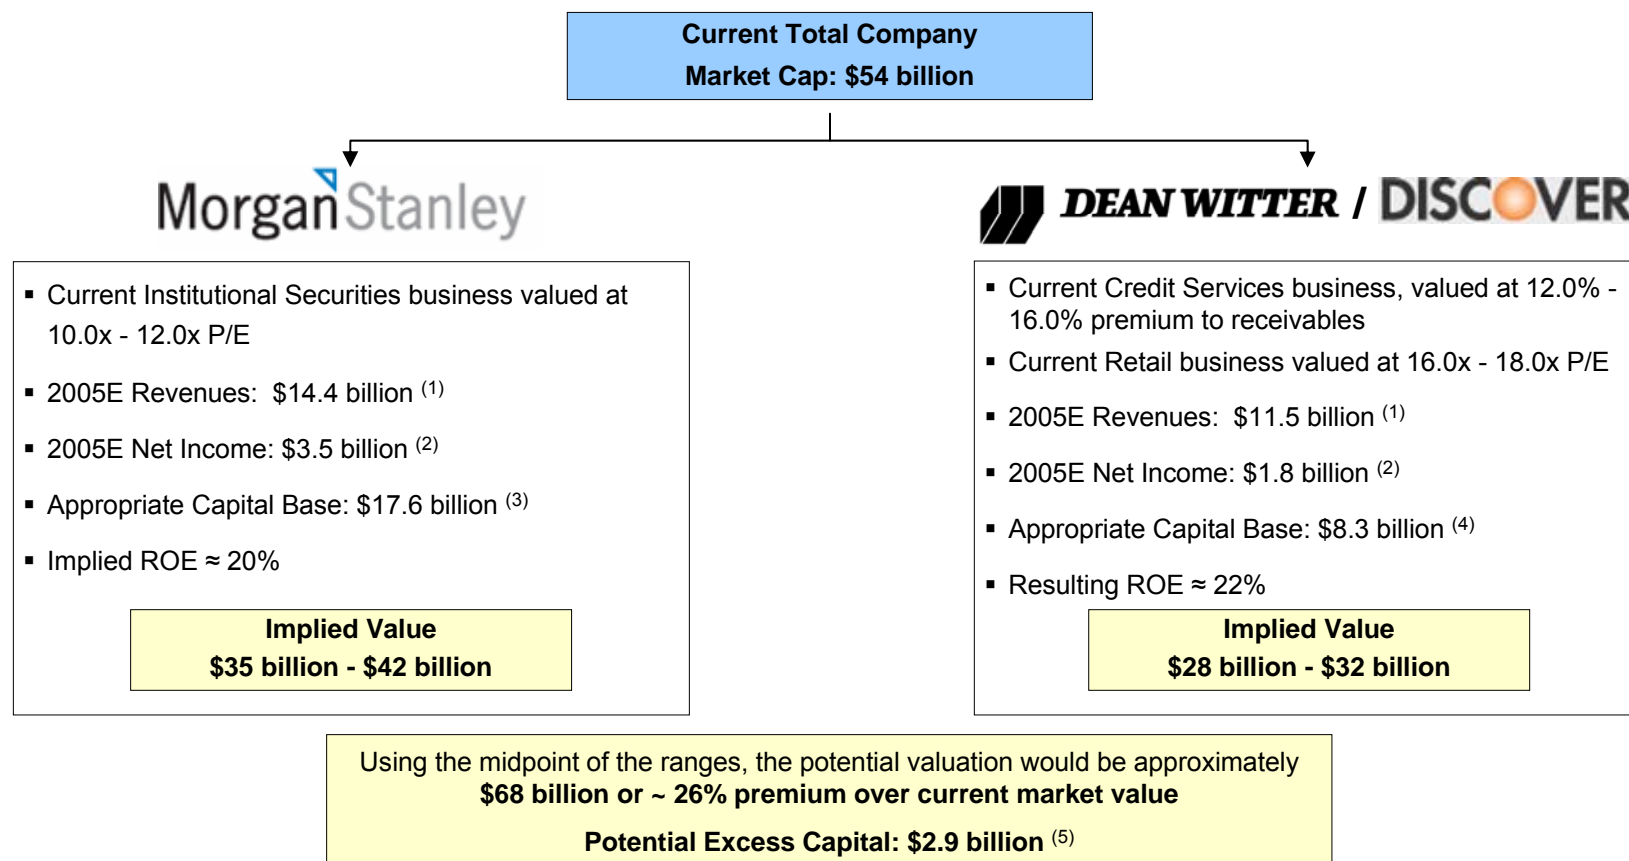 Current Total Company
Market Cap: $54 billion
Morgan Stanley
DEAN WITTER / DISCOVER
▪ Current Institutional Securities business valued at
10.0x - 12.0x P/E
▪ 2005E Revenues: $14.4 billion (1)
▪ 2005E Net Income: $3.5 billion (2)
▪ Appropriate Capital Base: $17.6 billion (3)
▪ Implied ROE ≈ 20%
Implied Value
$35 billion - $42 billion
▪ Current Credit Services business, valued at 12.0% -
16.0% premium to receivables
▪ Current Retail business valued at 16.0x - 18.0x P/E
▪ 2005E Revenues: $11.5 billion (1)
▪ 2005E Net Income: $1.8 billion (2)
▪ Appropriate Capital Base: $8.3 billion (4)
▪ Resulting ROE ≈ 22%
Implied Value
$28 billion - $32 billion
Using the midpoint of the ranges, the potential valuation would be approximately
$68 billion or ~ 26% premium over current market value
Potential Excess Capital: $2.9 billion (5)